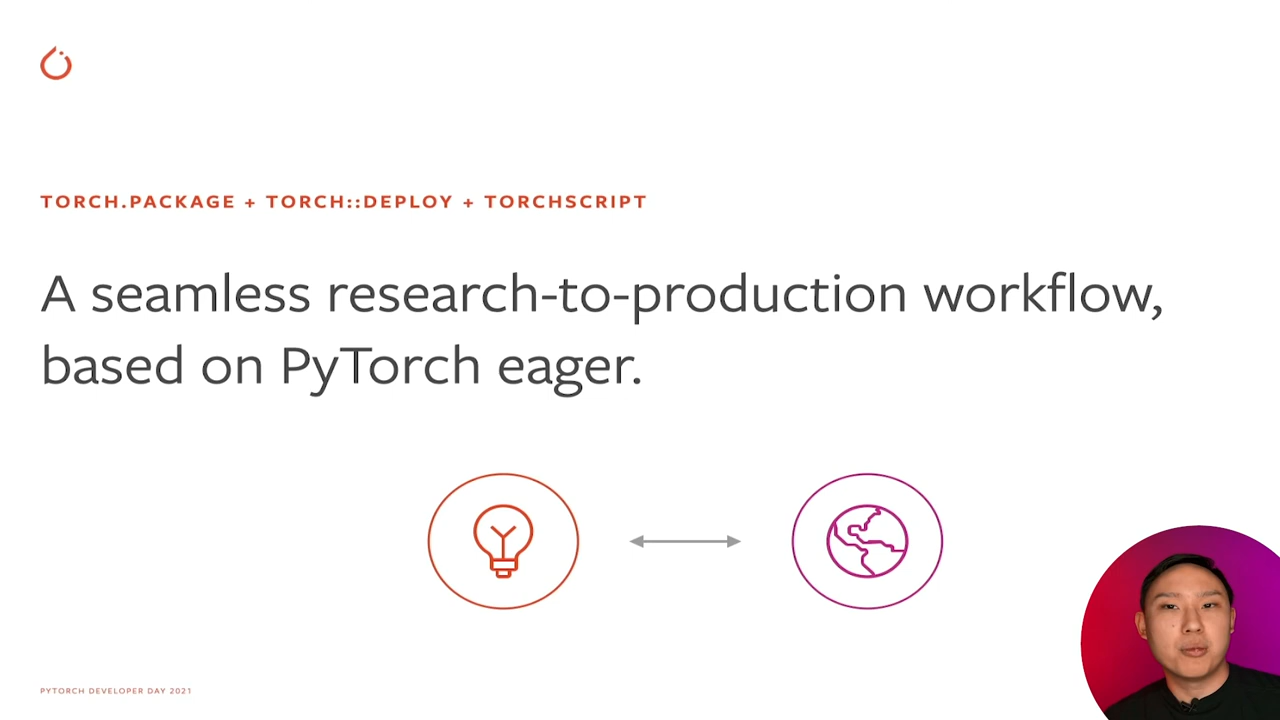 TORCH.PACKAGE + TORCH::DEPLOY + TORCHSCRIPT
A seamless research-to-production workflow,
based on PyTorch eager.
PYTORCH DEVELOPER DAY 2021